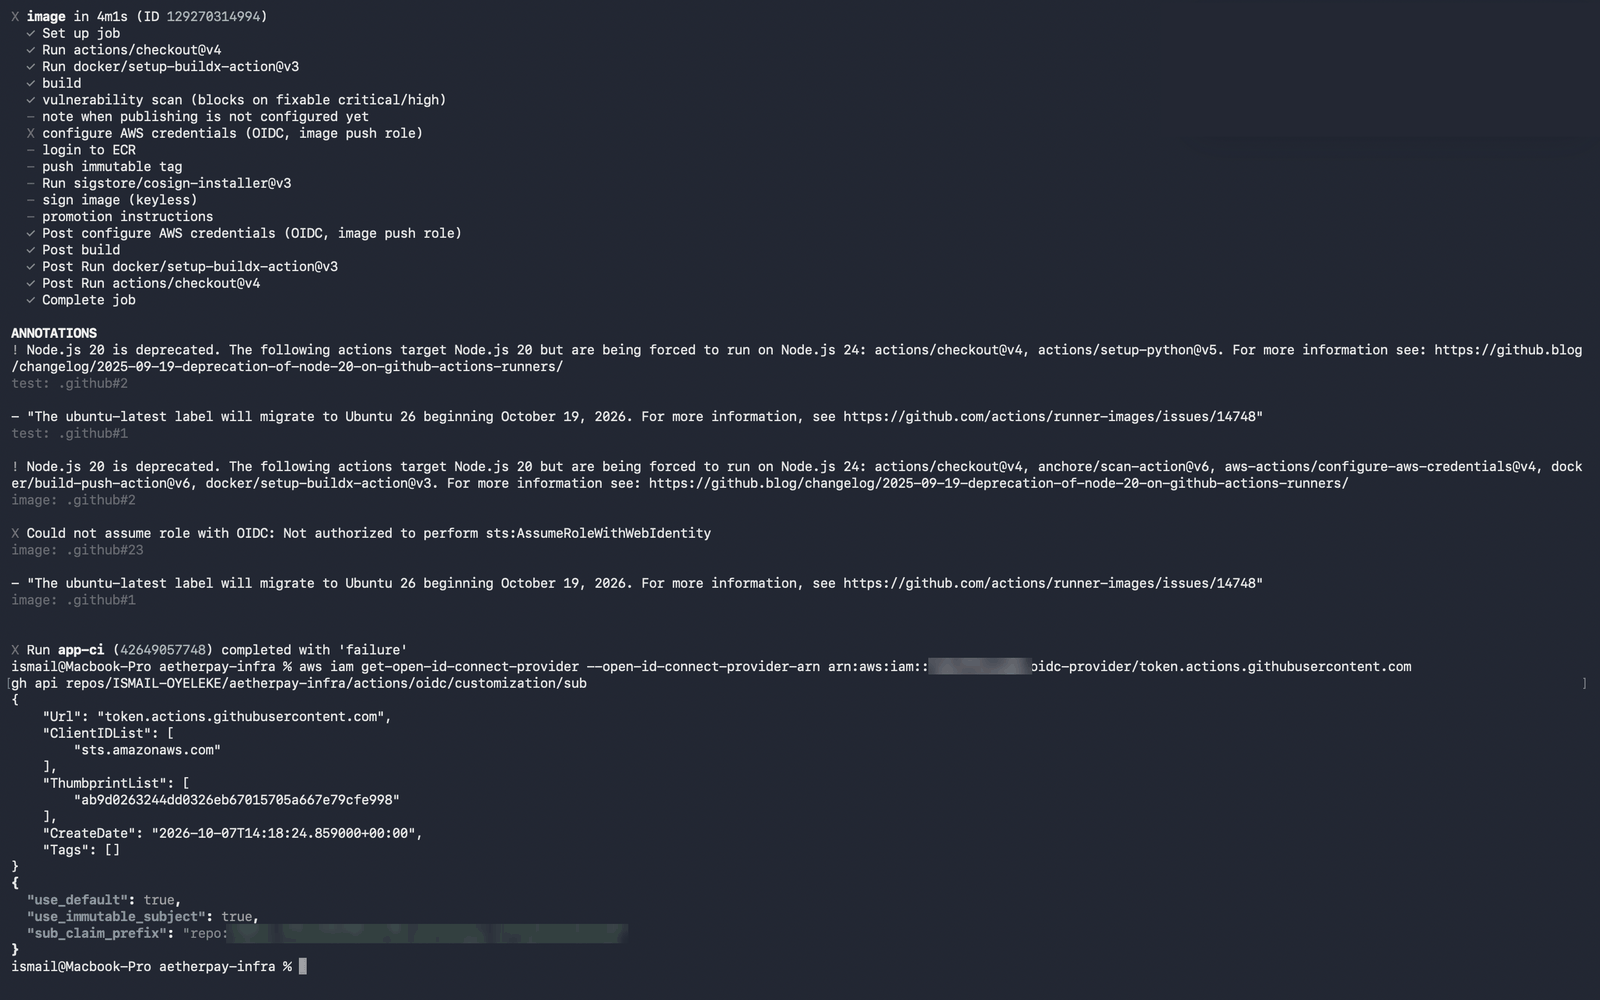 X image in 4m1s (ID 129270314994)
✓ Set up job
✓ Run actions/checkout@v4
✓ Run docker/setup-buildx-action@v3
✓ build
✓ vulnerability scan (blocks on fixable critical/high)
- note when publishing is not configured yet
X configure AWS credentials (OIDC, image push role)
- login to ECR
- push immutable tag
- Run sigstore/cosign-installer@v3
- sign image (keyless)
- promotion instructions
✓ Post configure AWS credentials (OIDC, image push role)
✓ Post build
✓ Post Run docker/setup-buildx-action@v3
✓ Post Run actions/checkout@v4
✓ Complete job
ANNOTATIONS
! Node.js 20 is deprecated. The following actions target Node.js 20 but are being forced to run on Node.js 24: actions/checkout@v4, actions/setup-python@v5. For more information see: https://github.blog
/changelog/2025-09-19-deprecation-of-node-20-on-github-actions-runners/
test: .github#2
- "The ubuntu-latest label will migrate to Ubuntu 26 beginning October 19, 2026. For more information, see https://github.com/actions/runner-images/issues/14748"
test: .github#1
! Node.js 20 is deprecated. The following actions target Node.js 20 but are being forced to run on Node.js 24: actions/checkout@v4, anchore/scan-action@v6, aws-actions/configure-aws-credentials@v4, dock
er/build-push-action@v6, docker/setup-buildx-action@v3. For more information see: https://github.blog/changelog/2025-09-19-deprecation-of-node-20-on-github-actions-runners/
image: .github#2
X Could not assume role with OIDC: Not authorized to perform sts:AssumeRoleWithWebIdentity
image: .github#23
- "The ubuntu-latest label will migrate to Ubuntu 26 beginning October 19, 2026. For more information, see https://github.com/actions/runner-images/issues/14748"
image: .github#1
X Run app-ci (42649057748) completed with 'failure'
ismail@Macbook-Pro aetherpay-infra % aws iam get-open-id-connect-provider --open-id-connect-provider-arn arn:aws:iam:: oidc-provider/token.actions.githubusercontent.com
[gh api repos/ISMAIL-OYELEKE/aetherpay-infra/actions/oidc/customization/sub ]
{
"Url": "token.actions.githubusercontent.com",
"ClientIDList": [
"sts.amazonaws.com"
],
"ThumbprintList": [
"ab9d0263244dd0326eb67015705a667e79cfe998"
],
"CreateDate": "2026-10-07T14:18:24.859000+00:00",
"Tags": []
}
{
"use_default": true,
"use_immutable_subject": true,
"sub_claim_prefix": "repo:
}
ismail@Macbook-Pro aetherpay-infra %